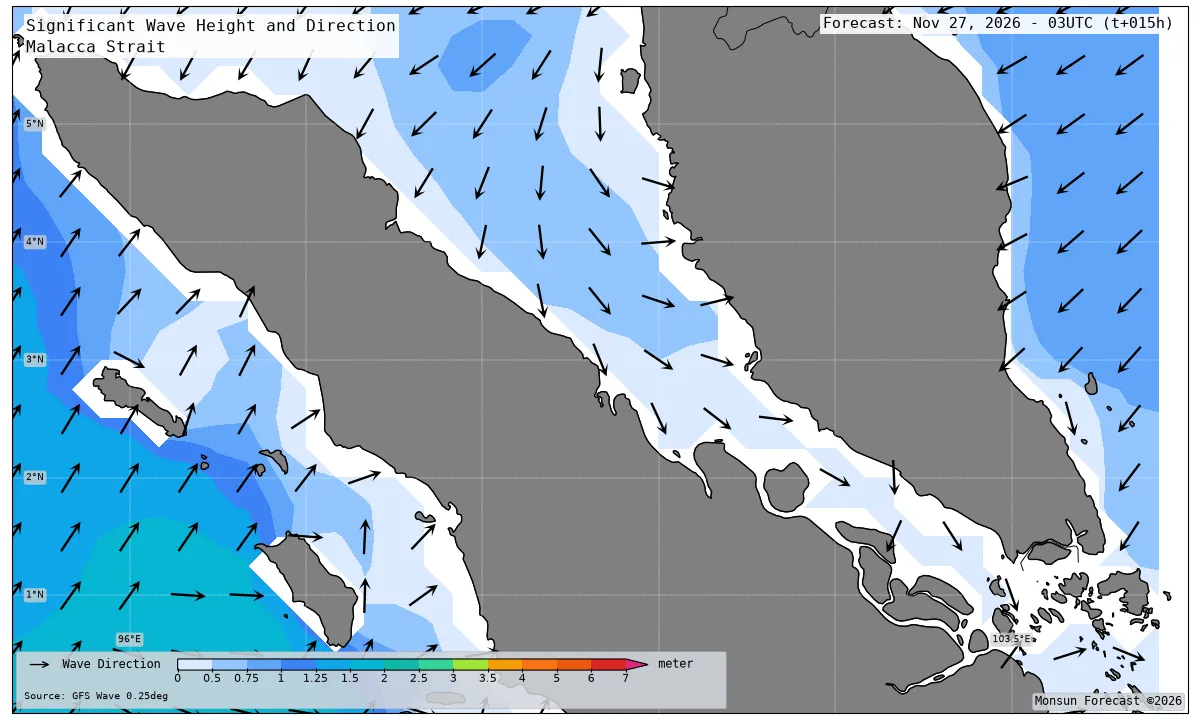 Significant Wave Height and Direction
Malacca Strait
Forecast: Nov 27, 2026 - 03UTC (t+015h)
5°N
4°N
3°N
2°N
1°N
96°E
103.5°E
Wave Direction
meter
0 0.5 0.75 1 1.25 1.5 2 2.5 3 3.5 4 5 6 7
Source: GFS Wave 0.25deg
Monsun Forecast ©2026